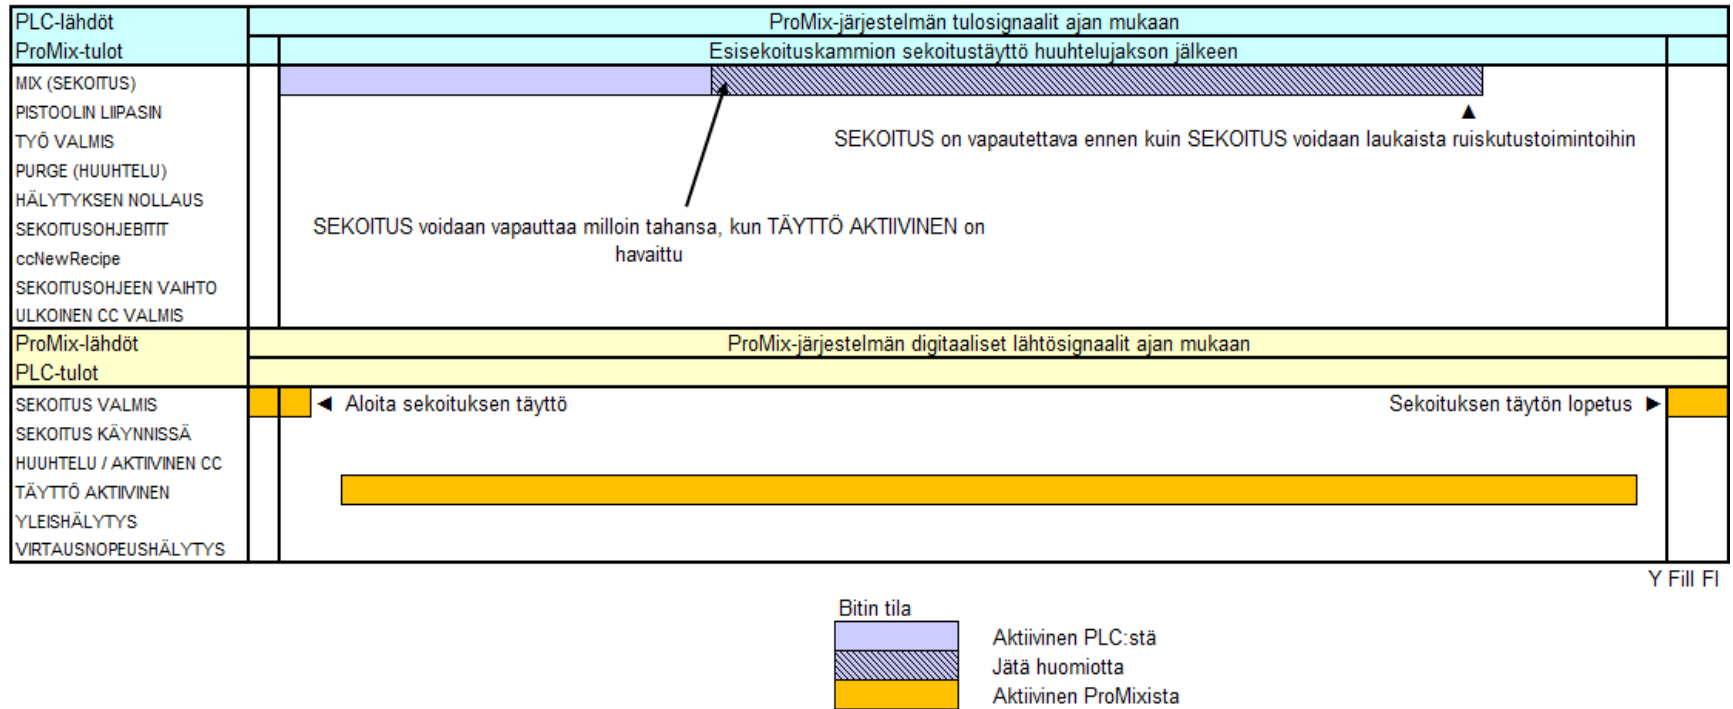 PLC-lähdöt
ProMix-järjestelmän tulosignaalit ajan mukaan
ProMix-tulot
Esisekoituskammion sekoitustäyttö huuhtelujakson jälkeen
MIX (SEKOITUS)
PISTOOLIN LIIPASIN
TYÖ VALMIS
SEKOITUS on vapautettava ennen kuin SEKOITUS voidaan laukaista ruiskutustoimintoihin
PURGE (HUUHTELU)
HÄLYTYKSEN NOLLAUS
SEKOITUSOHJEBITIT
SEKOITUS voidaan vapauttaa milloin tahansa, kun TÄYTTÖ AKTIIVINEN on
havaittu
ccNewRecipe
SEKOITUSOHJEEN VAIHTO
ULKOINEN CC VALMIS
ProMix-lähdöt
ProMix-järjestelmän digitaaliset lähtösignaalit ajan mukaan
PLC-tulot
SEKOITUS VALMIS
◄ Aloita sekoituksen täyttö
Sekoituksen täytön lopetus ►
SEKOITUS KÄYNNISSÄ
HUUHTELU / AKTIIVINEN CC
TÄYTTÖ AKTIIVINEN
YLEISHÄLYTYS
VIRTAUSNOPEUSHÄLYTYS
Y Fill Fl
Bitin tila
Aktiivinen PLC:stä
Jätä huomiotta
Aktiivinen ProMixista